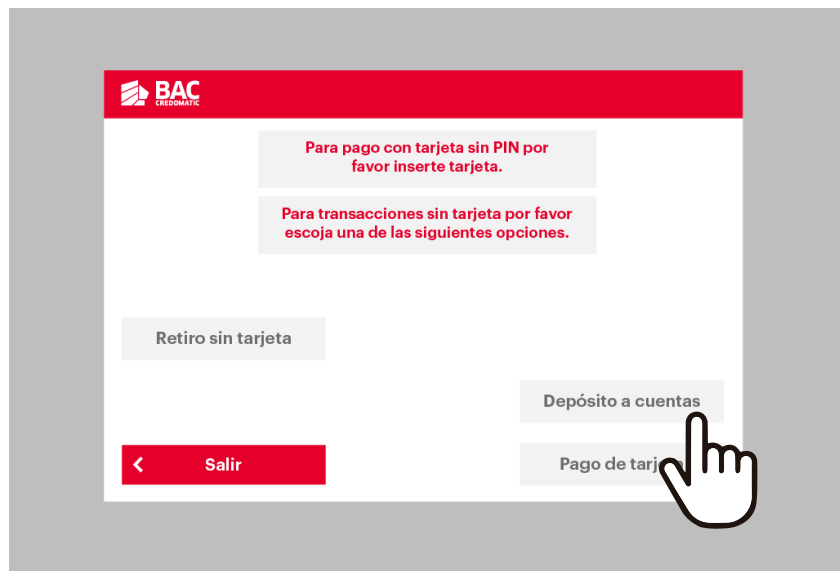 BAC
CREDOMATIC
Para pago con tarjeta sin PIN por
favor inserte tarjeta.
Para transacciones sin tarjeta por favor
escoja una de las siguientes opciones.
Retiro sin tarjeta
Depósito a cuentas
Salir
Pago de